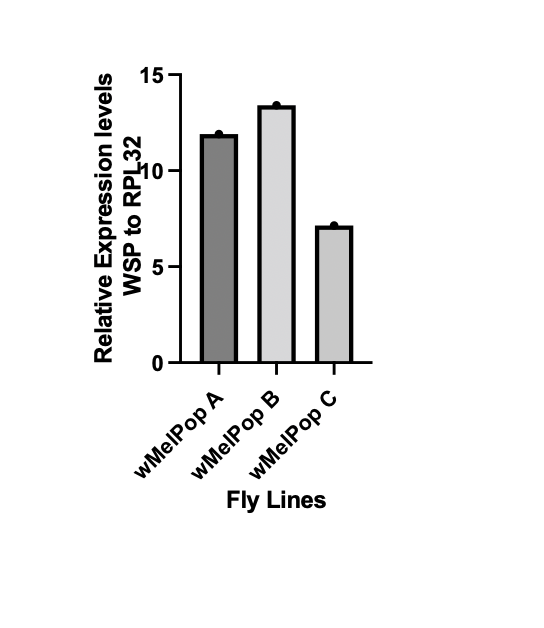 Relative Expression levels
WSP to RPL32
15
10
5
0
wMelPop A
wMelPop B
wMelPop C
Fly Lines